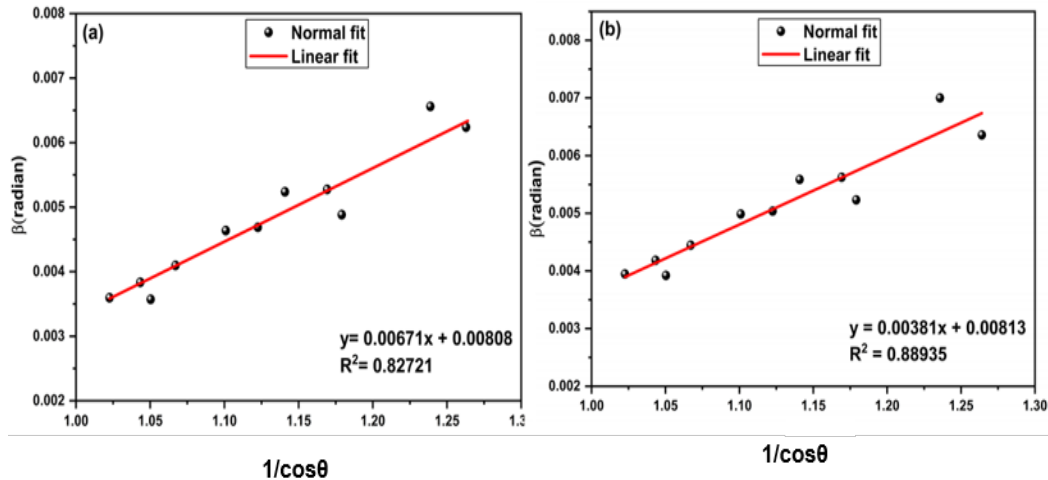 (a)
Normal fit
Linear fit
0.008
0.007
0.006
0.005
0.004
0.003
0.002
β(radian)
y= 0.00671x + 0.00808
R²= 0.82721
1.00 1.05 1.10 1.15 1.20 1.25 1.3
1/cosθ
(b)
Normal fit
Linear fit
0.008
0.007
0.006
0.005
0.004
0.003
0.002
β(radian)
y = 0.00381x + 0.00813
R² = 0.88935
1.00 1.05 1.10 1.15 1.20 1.25 1.30
1/cosθ